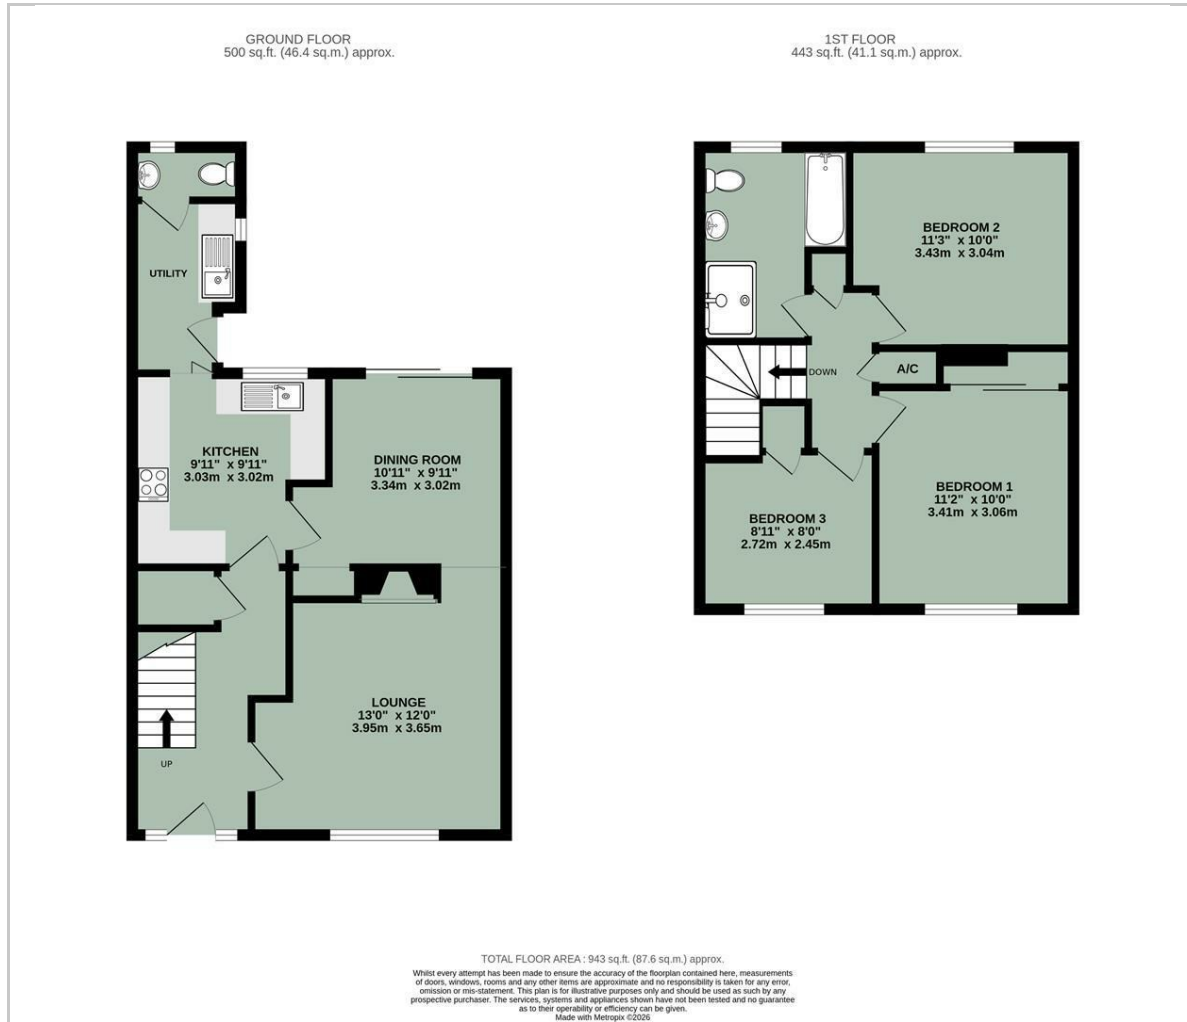 GROUND FLOOR
500 sq.ft. (46.4 sq.m.) approx.
1ST FLOOR
443 sq.ft. (41.1 sq.m.) approx.
UTILITY
KITCHEN
9'11" x 9'11"
3.03m x 3.02m
DINING ROOM
10'11" x 9'11"
3.34m x 3.02m
LOUNGE
13'0" x 12'0"
3.95m x 3.65m
UP
BEDROOM 2
11'3" x 10'0"
3.43m x 3.04m
DOWN
A/C
BEDROOM 1
11'2" x 10'0"
3.41m x 3.06m
BEDROOM 3
8'11" x 8'0"
2.72m x 2.45m
TOTAL FLOOR AREA : 943 sq.ft. (87.6 sq.m.) approx.
Whilst every attempt has been made to ensure the accuracy of the floorplan contained here, measurements
of doors, windows, rooms and any other items are approximate and no responsibility is taken for any error,
omission or mis-statement. This plan is for illustrative purposes only and should be used as such by any
prospective purchaser. The services, systems and appliances shown have not been tested and no guarantee
as to their operability or efficiency can be given.
Made with Metropix ©2026